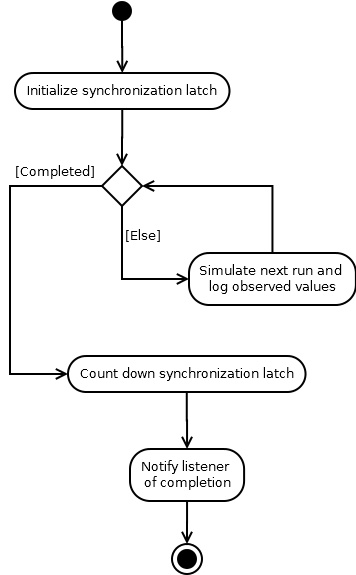 Initialize synchronization latch
[Completed]
[Else]
Simulate next run and
log observed values
Count down synchronization latch
Notify listener
of completion